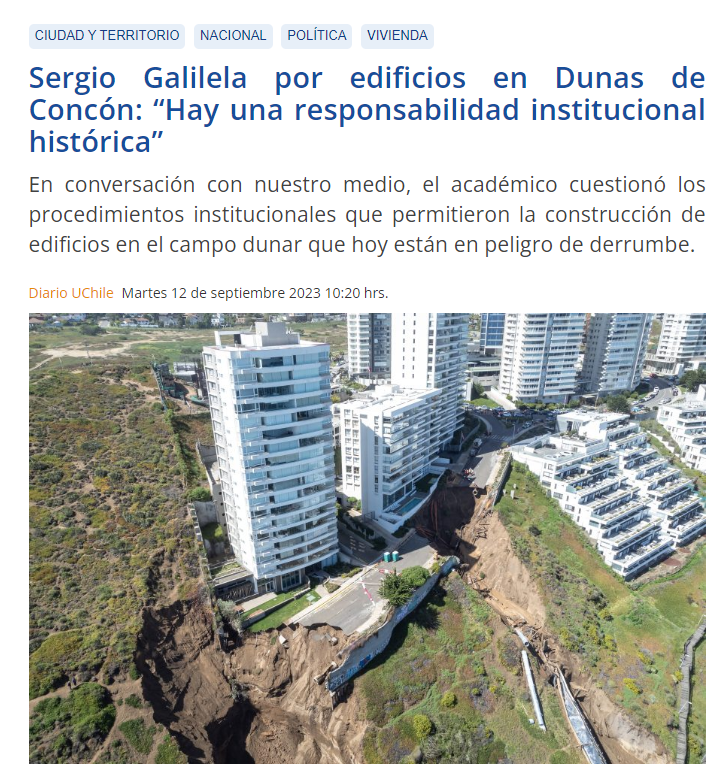 CIUDAD Y TERRITORIO NACIONAL POLÍTICA VIVIENDA
Sergio Galilela por edificios en Dunas de
Concón: “Hay una responsabilidad institucional
histórica”
En conversación con nuestro medio, el académico cuestionó los
procedimientos institucionales que permitieron la construcción de
edificios en el campo dunar que hoy están en peligro de derrumbe.
Diario UChile Martes 12 de septiembre 2023 10:20 hrs.